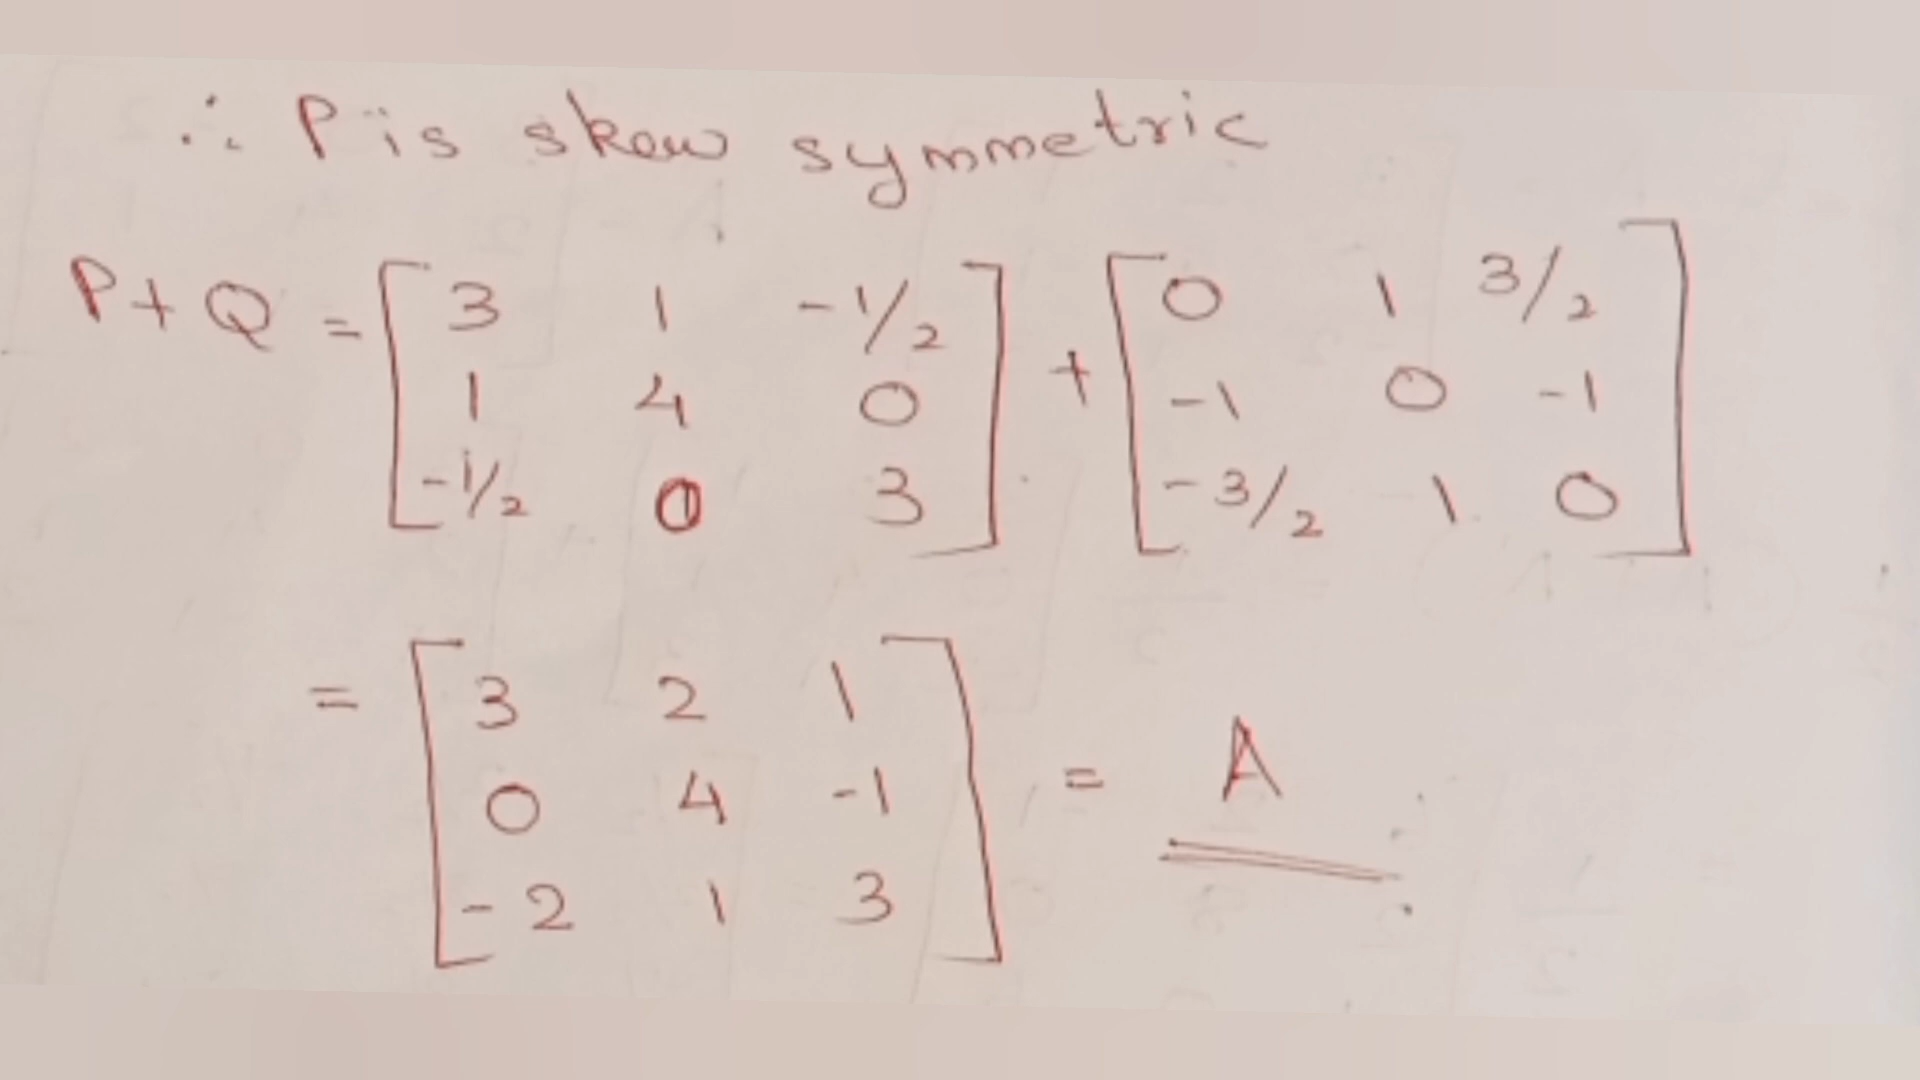 ∴ P is skew symmetric
P+Q = [3 1 -1/2 1 4 0 -1/2 0 3] + [0 1 3/2 -1 0 -1 -3/2 1 0]
= [3 2 1 0 4 -1 -2 1 3] = A